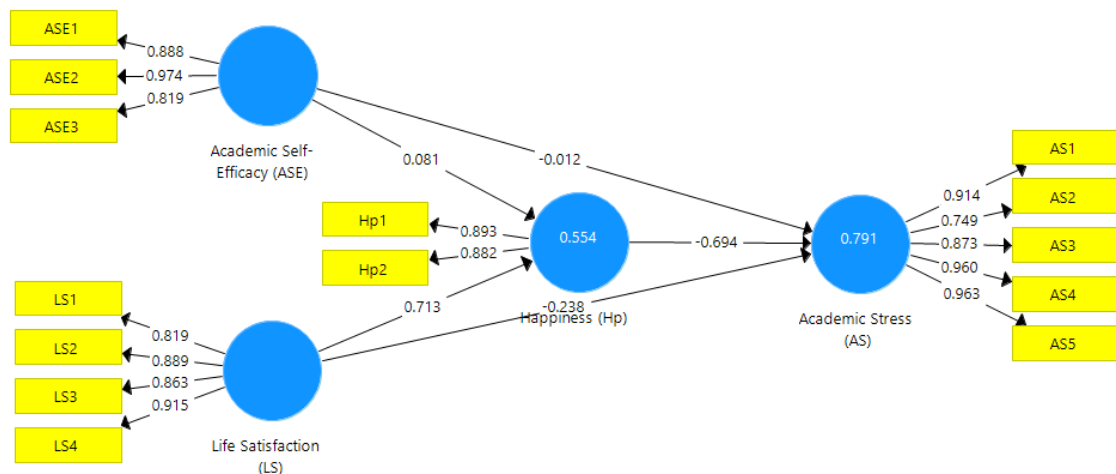 ASE1
0.888
ASE2
0.974
ASE3
0.819
Academic Self-
Efficacy (ASE)
0.081
-0.012
AS1
0.914
AS2
0.749
AS3
0.873
AS4
0.960
AS5
0.963
Hp1
0.893
Hp2
0.882
0.554
-0.694
0.791
Happiness (Hp)
Academic Stress
(AS)
0.713
-0.238
LS1
0.819
LS2
0.889
LS3
0.863
LS4
0.915
Life Satisfaction
(LS)